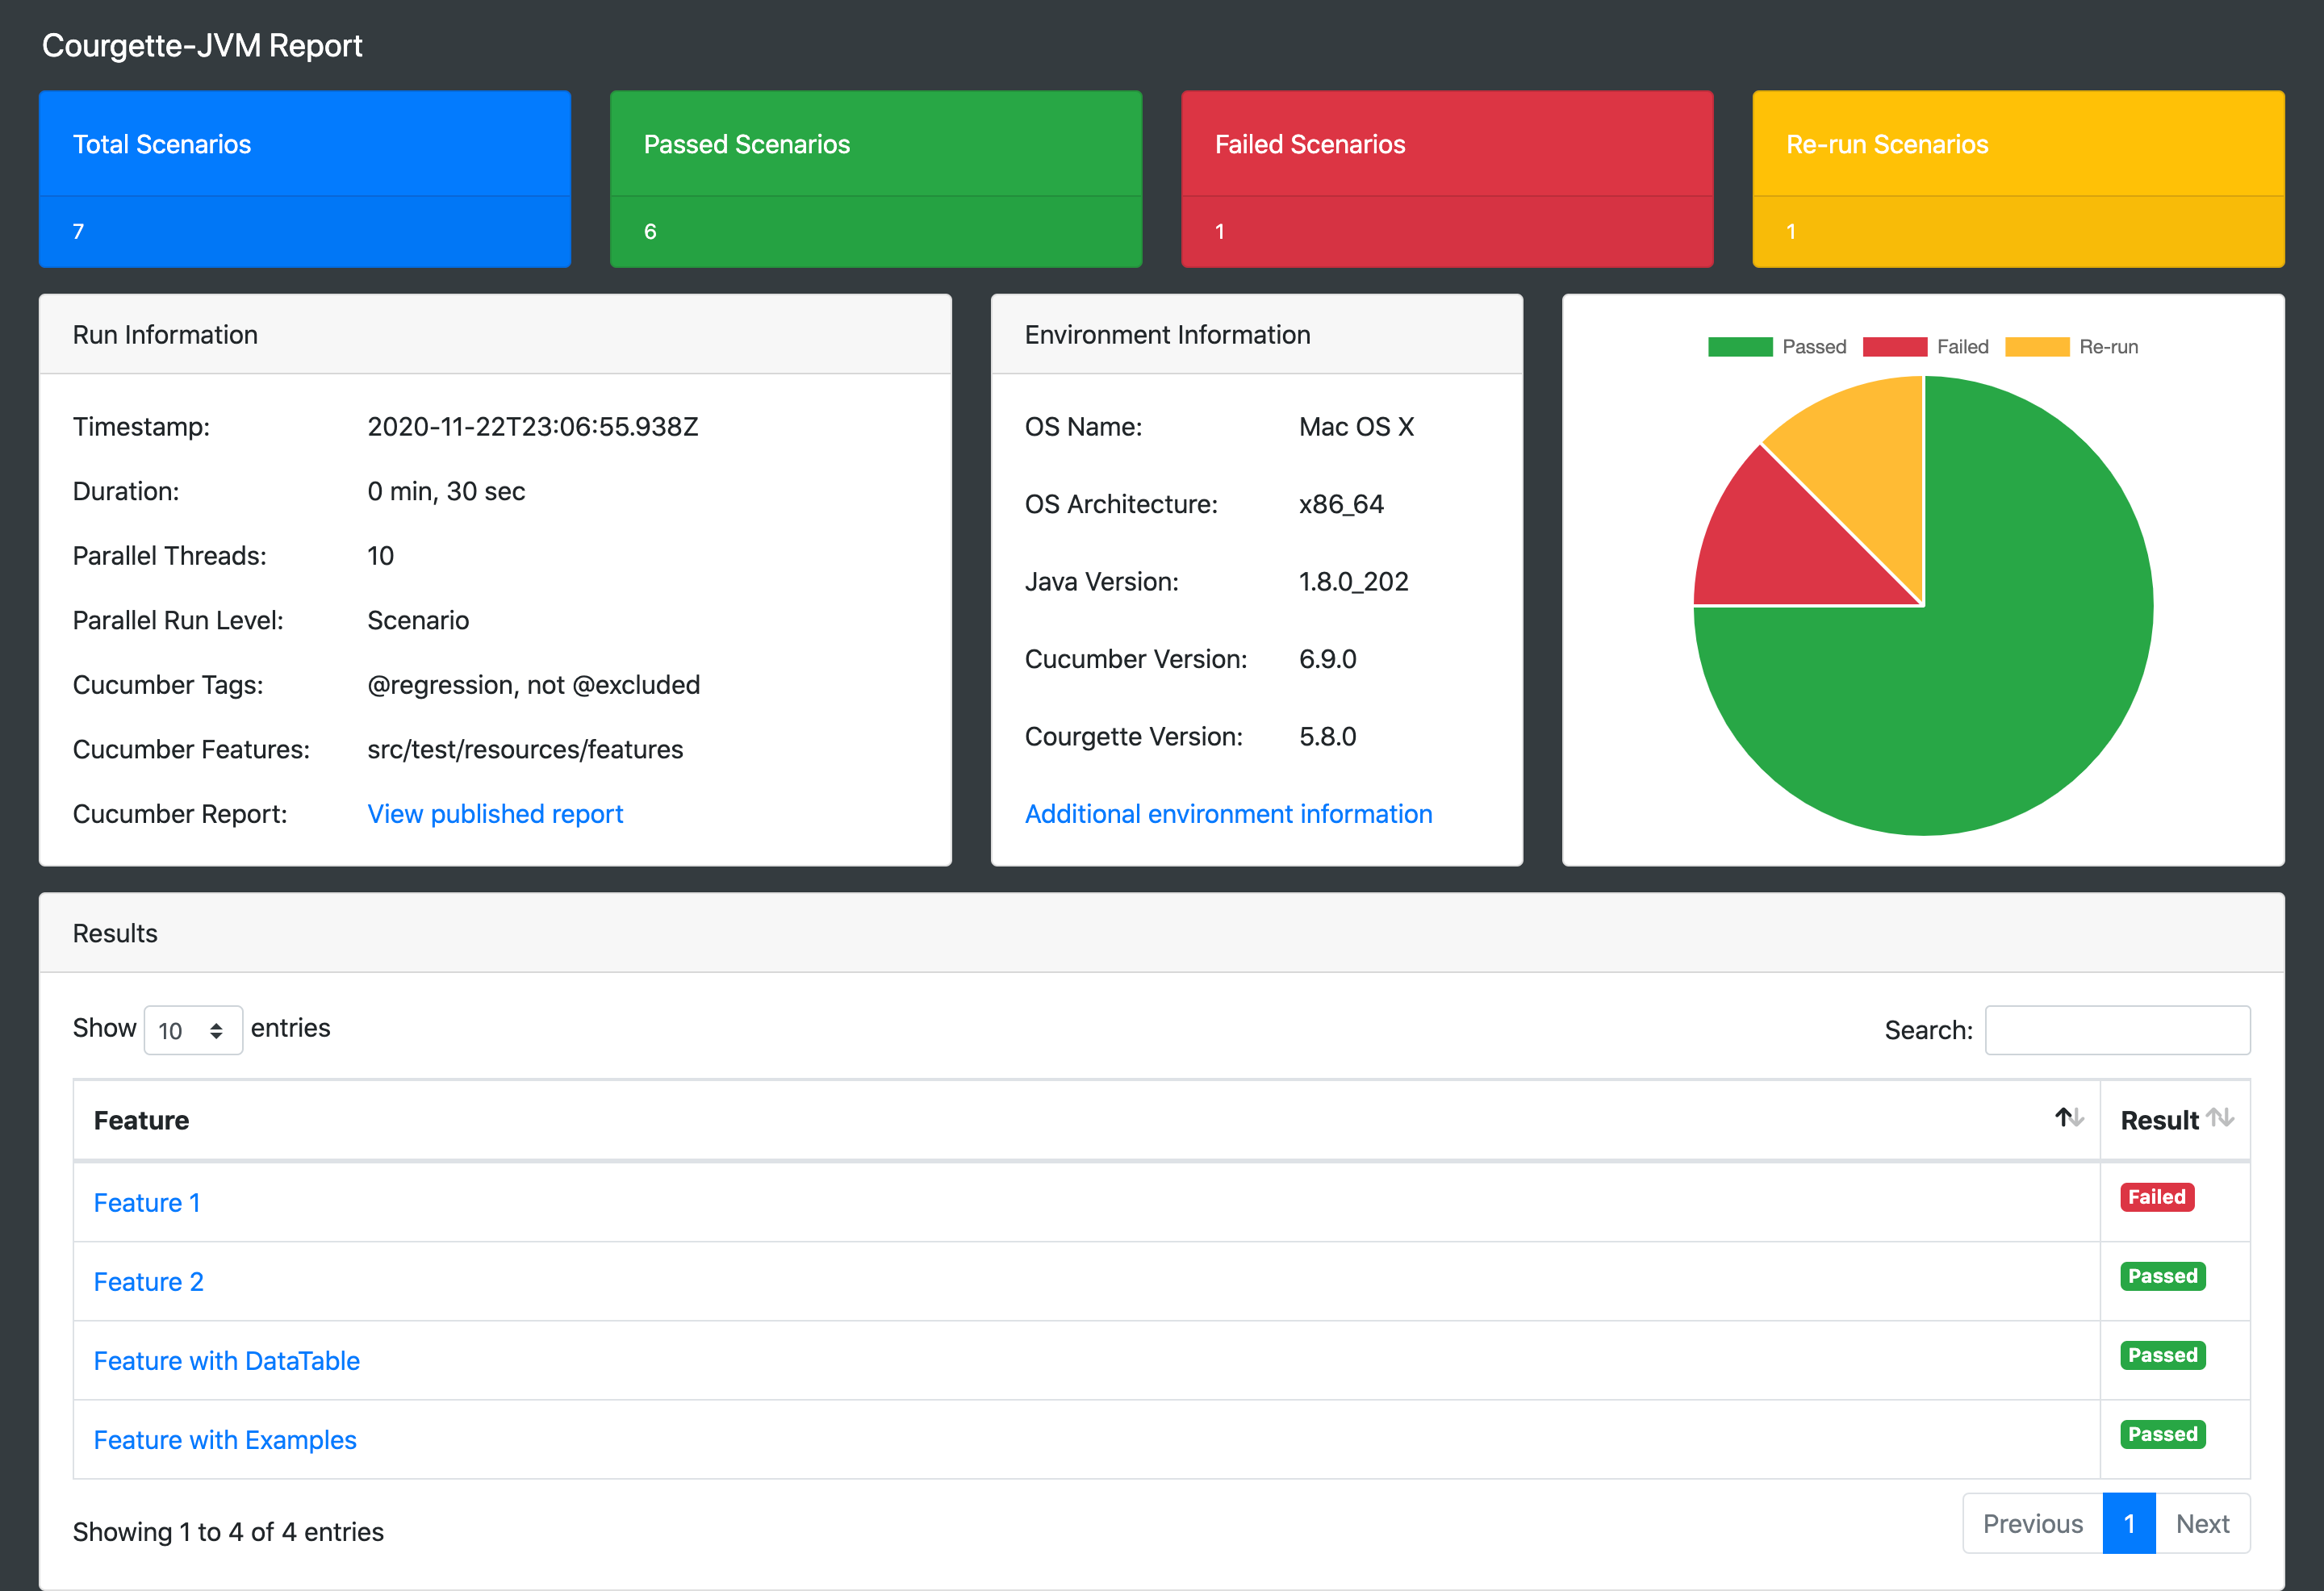 Courgette-JVM Report
Total Scenarios
7
Passed Scenarios
6
Failed Scenarios
1
Re-run Scenarios
1
Run Information
Timestamp: 2020-11-22T23:06:55.938Z
Duration: 0 min, 30 sec
Parallel Threads: 10
Parallel Run Level: Scenario
Cucumber Tags: @regression, not @excluded
Cucumber Features: src/test/resources/features
Cucumber Report: View published report
Environment Information
OS Name: Mac OS X
OS Architecture: x86_64
Java Version: 1.8.0_202
Cucumber Version: 6.9.0
Courgette Version: 5.8.0
Additional environment information
Passed Failed Re-run
Results
Show 10 entries
Search:
Feature Result
Feature 1 Failed
Feature 2 Passed
Feature with DataTable Passed
Feature with Examples Passed
Showing 1 to 4 of 4 entries
Previous 1 Next